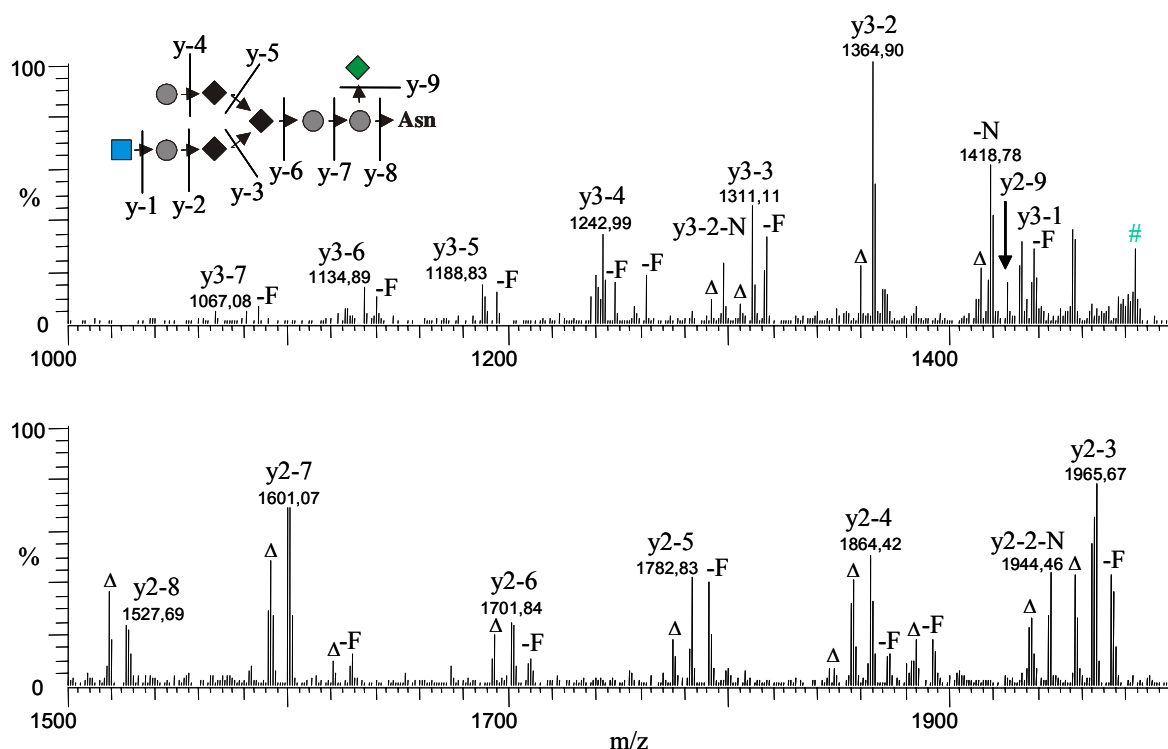 y3-2
1364,90
100
y-4
y-5
y-9
Asn
-N
1418,78
y-1
y-2
y-3
y-6
y-7
y-8
%
y3-3
1311,11
y2-9
y3-4
1242,99
y3-2-N
-F
y3-1
-F
#
y3-6
1134,89
y3-5
1188,83
y3-7
1067,08
-F
-F
-F
-F
-F
Δ
Δ
Δ
Δ
0
1000
1200
1400
100
y2-7
1601,07
y2-3
1965,67
%
y2-4
1864,42
y2-5
1782,83
y2-2-N
1944,46
y2-6
1701,84
y2-8
1527,69
Δ
Δ
Δ
Δ
Δ
-F
-F
Δ
Δ
Δ
-F
-F
Δ
-F
Δ
-F
Δ
0
1500
1700
1900
m/z